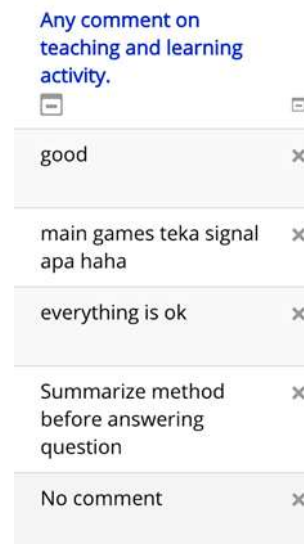 Any comment on
teaching and learning
activity.
good
main games teka signal
apa haha
everything is ok
Summarize method
before answering
question
No comment